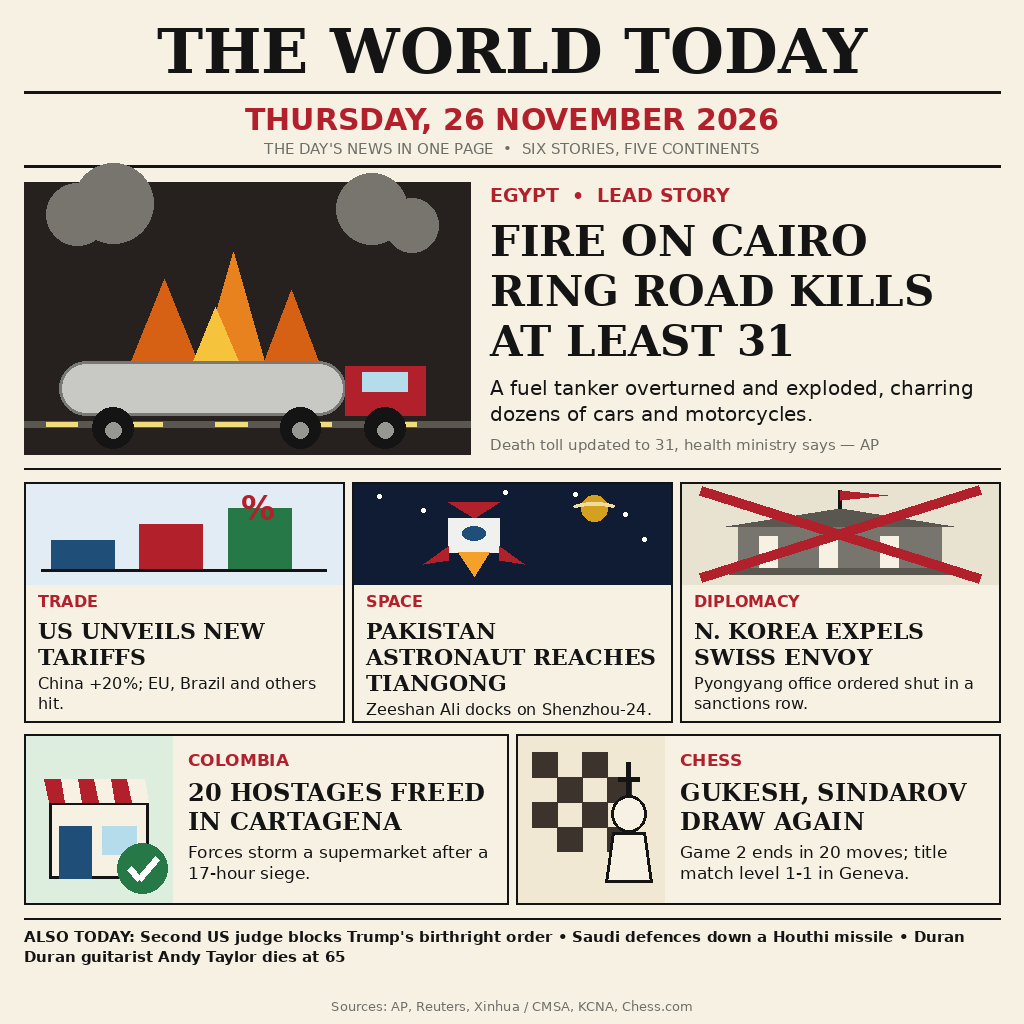 THE WORLD TODAY
THURSDAY, 26 NOVEMBER 2026
THE DAY'S NEWS IN ONE PAGE • SIX STORIES, FIVE CONTINENTS
EGYPT • LEAD STORY
FIRE ON CAIRO
RING ROAD KILLS
AT LEAST 31
A fuel tanker overturned and exploded, charring
dozens of cars and motorcycles.
Death toll updated to 31, health ministry says — AP
%
TRADE
US UNVEILS NEW
TARIFFS
China +20%; EU, Brazil and others
hit.
SPACE
PAKISTAN
ASTRONAUT REACHES
TIANGONG
Zeeshan Ali docks on Shenzhou-24.
DIPLOMACY
N. KOREA EXPELS
SWISS ENVOY
Pyongyang office ordered shut in a
sanctions row.
COLOMBIA
20 HOSTAGES FREED
IN CARTAGENA
Forces storm a supermarket after a
17-hour siege.
CHESS
GUKESH, SINDAROV
DRAW AGAIN
Game 2 ends in 20 moves; title
match level 1-1 in Geneva.
ALSO TODAY: Second US judge blocks Trump's birthright order • Saudi defences down a Houthi missile • Duran
Duran guitarist Andy Taylor dies at 65
Sources: AP, Reuters, Xinhua / CMSA, KCNA, Chess.com